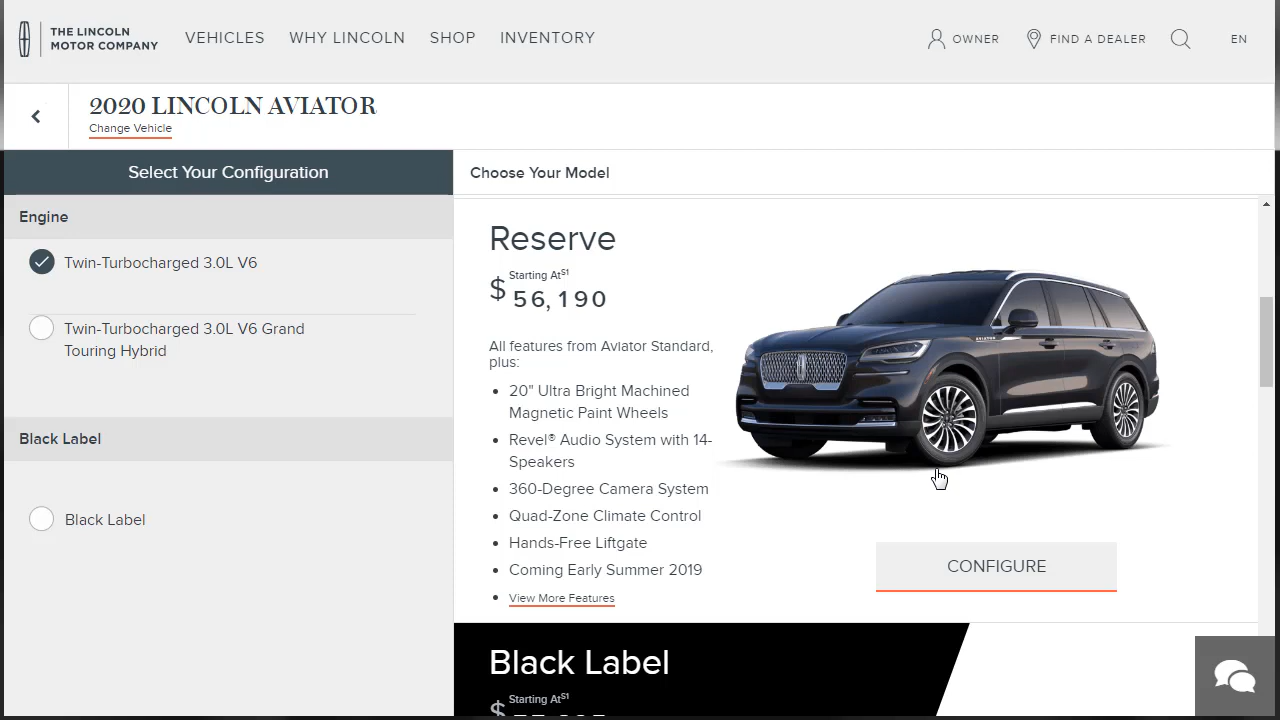 THE LINCOLN
MOTOR COMPANY
VEHICLES WHY LINCOLN SHOP INVENTORY
OWNER FIND A DEALER EN
2020 LINCOLN AVIATOR
Change Vehicle
Select Your Configuration
Engine
Twin-Turbocharged 3.0L V6
Twin-Turbocharged 3.0L V6 Grand
Touring Hybrid
Black Label
Black Label
Choose Your Model
Reserve
Starting AtS1
$ 56,190
All features from Aviator Standard,
plus:
• 20" Ultra Bright Machined
Magnetic Paint Wheels
• Revel® Audio System with 14-
Speakers
• 360-Degree Camera System
• Quad-Zone Climate Control
• Hands-Free Liftgate
• Coming Early Summer 2019
• View More Features
AVIATOR
CONFIGURE
Black Label
Starting AtS1
$